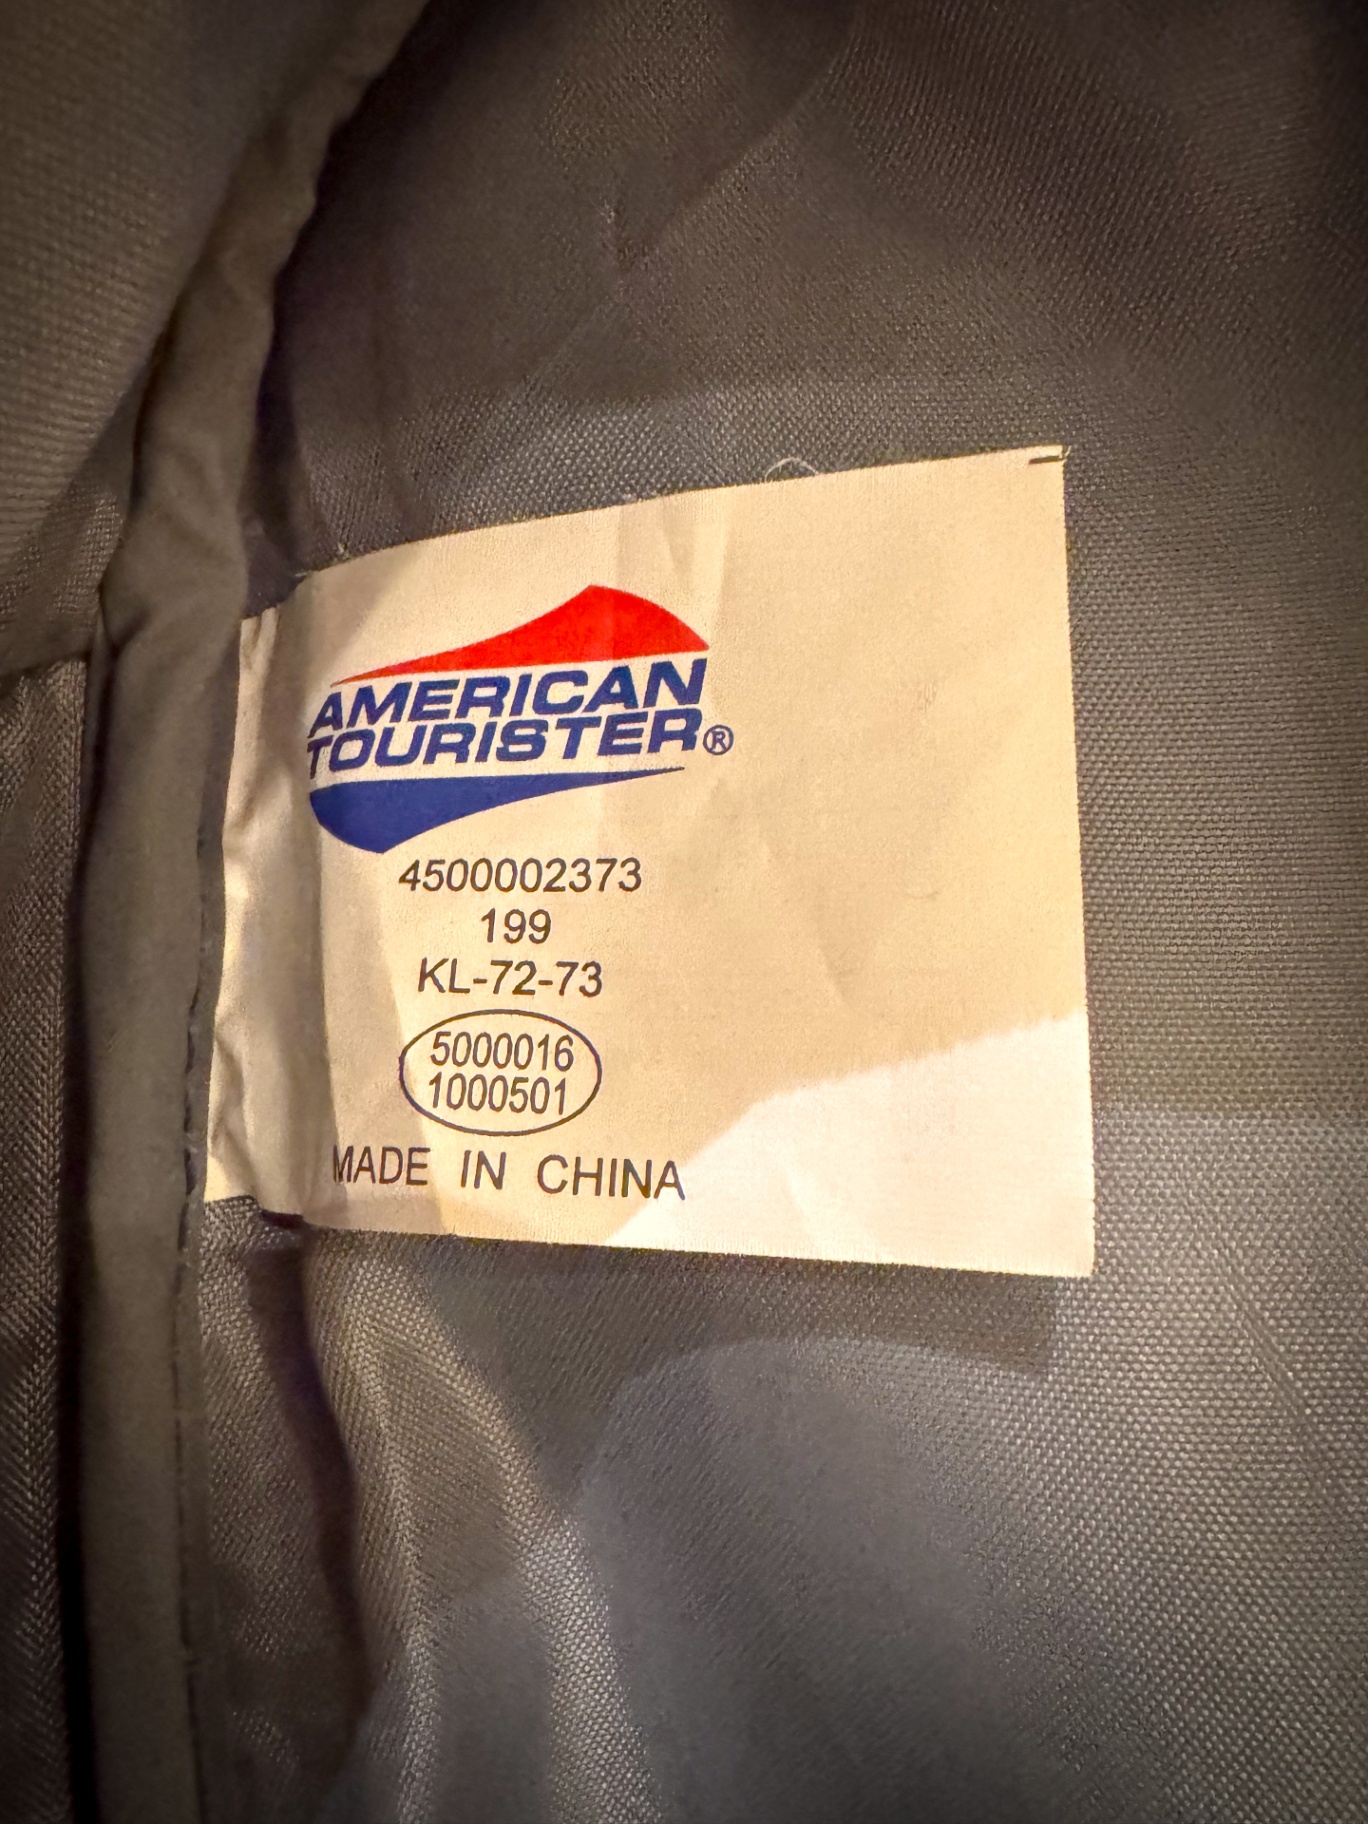 AMERICAN
TOURISTER®
4500002373
199
KL-72-73
5000016
1000501
MADE IN CHINA